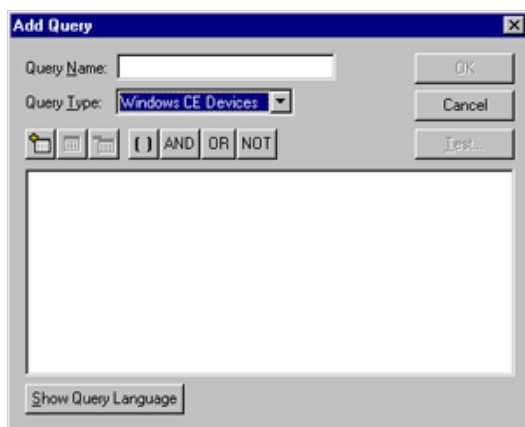 Add Query
Query Name:
OK
Query Type: Windows CE Devices
Cancel
( ) AND OR NOT
Test...
Show Query Language